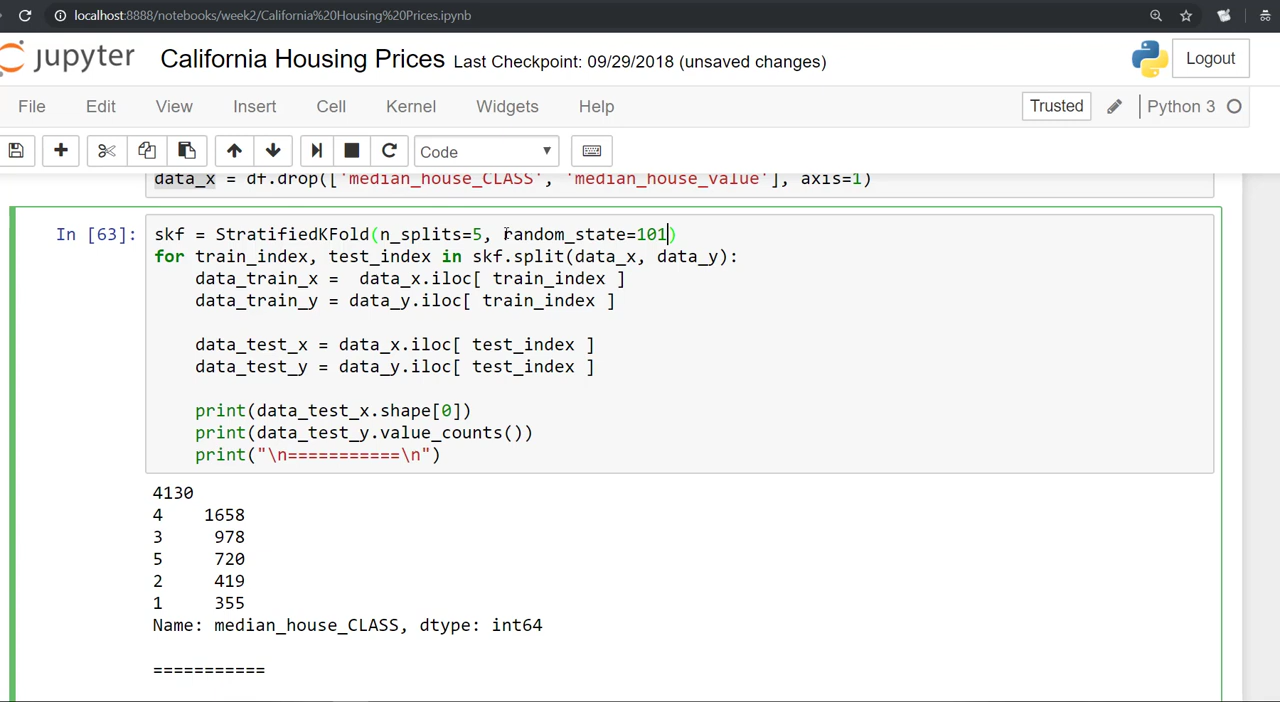 localhost:8888/notebooks/week2/California%20Housing%20Prices.ipynb
jupyter California Housing Prices Last Checkpoint: 09/29/2018 (unsaved changes) Logout
File Edit View Insert Cell Kernel Widgets Help Trusted Python 3
Code
data_x = df.drop(['median_house_CLASS', 'median_house_value'], axis=1)
In [63]: skf = StratifiedKFold(n_splits=5, random_state=101)
for train_index, test_index in skf.split(data_x, data_y):
    data_train_x =  data_x.iloc[ train_index ]
    data_train_y = data_y.iloc[ train_index ]
    data_test_x = data_x.iloc[ test_index ]
    data_test_y = data_y.iloc[ test_index ]
    print(data_test_x.shape[0])
    print(data_test_y.value_counts())
    print("\n===========\n")
4130
4    1658
3     978
5     720
2     419
1     355
Name: median_house_CLASS, dtype: int64
===========